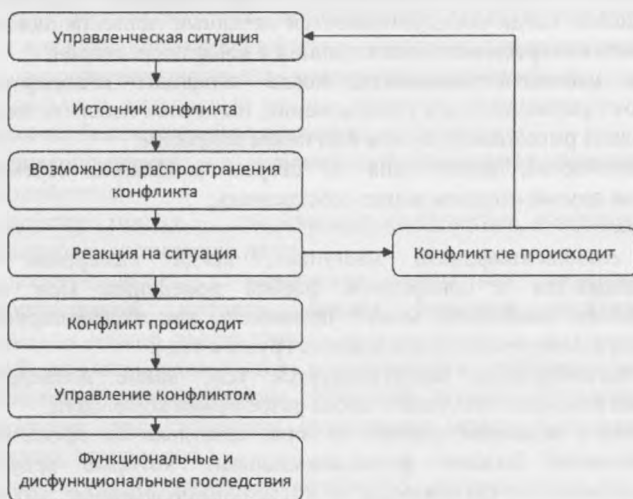 Управленческая ситуация
Источники конфликта
Возможность распространения
конфликта
Реакция на ситуация
Конфликт не происходит
Конфликт происходит
Управление конфликтом
Функциональные и
дисфункциональные последствия